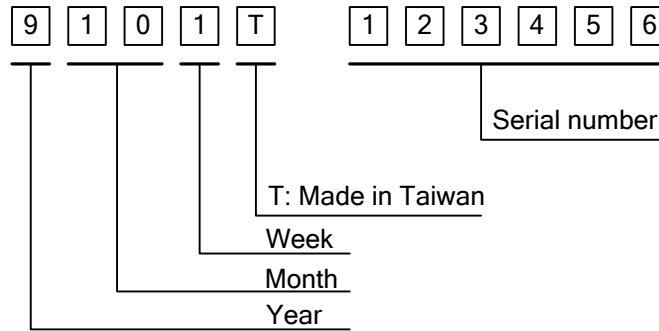 9 1 0 1 T 1 2 3 4 5 6
Serial number
T: Made in Taiwan
Week
Month
Year